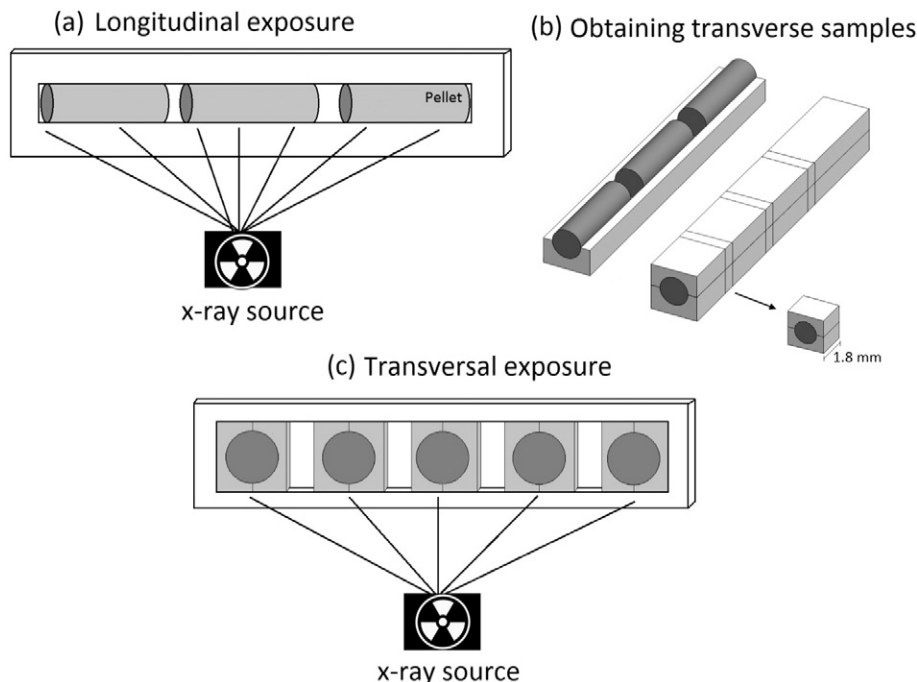 (a) Longitudinal exposure
Pellet
x-ray source
(b) Obtaining transverse samples
1.8 mm
(c) Transversal exposure
x-ray source